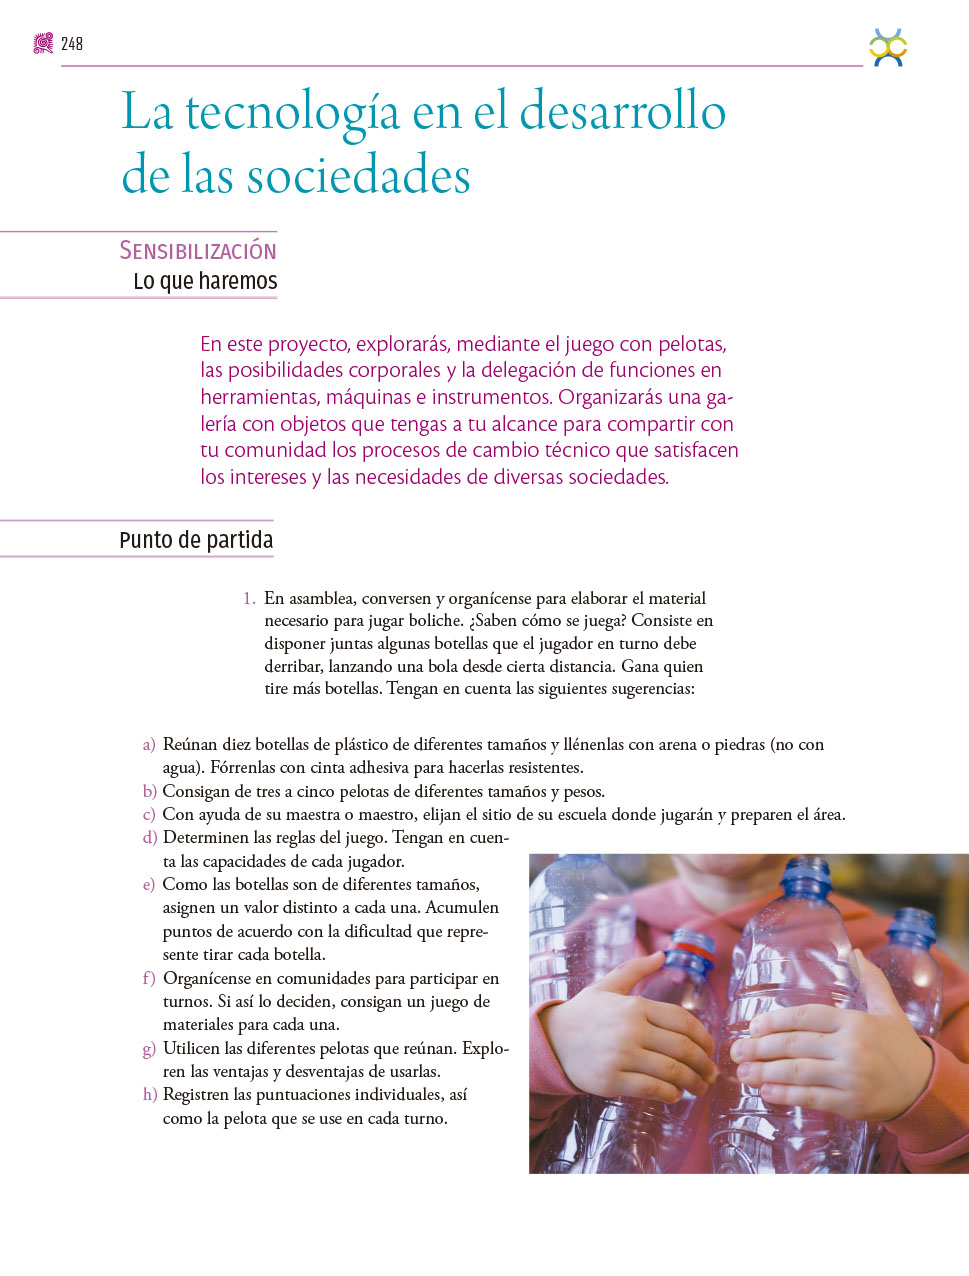 248
La tecnología en el desarrollo
de las sociedades
Sensibilización
Lo que haremos
En este proyecto, explorarás, mediante el juego con pelotas,
las posibilidades corporales y la delegación de funciones en
herramientas, máquinas e instrumentos. Organizarás una ga-
lería con objetos que tengas a tu alcance para compartir con
tu comunidad los procesos de cambio técnico que satisfacen
los intereses y las necesidades de diversas sociedades.
Punto de partida
1. En asamblea, conversen y organícense para elaborar el material
necesario para jugar boliche. ¿Saben cómo se juega? Consiste en
disponer juntas algunas botellas que el jugador en turno debe
derribar, lanzando una bola desde cierta distancia. Gana quien
tire más botellas. Tengan en cuenta las siguientes sugerencias:
a) Reúnan diez botellas de plástico de diferentes tamaños y llénenlas con arena o piedras (no con
agua). Fórrenlas con cinta adhesiva para hacerlas resistentes.
b) Consigan de tres a cinco pelotas de diferentes tamaños y pesos.
c) Con ayuda de su maestra o maestro, elijan el sitio de su escuela donde jugarán y preparen el área.
d) Determinen las reglas del juego. Tengan en cuen-
ta las capacidades de cada jugador.
e) Como las botellas son de diferentes tamaños,
asignen un valor distinto a cada una. Acumulen
puntos de acuerdo con la dificultad que repre-
sente tirar cada botella.
f) Organícense en comunidades para participar en
turnos. Si así lo deciden, consigan un juego de
materiales para cada una.
g) Utilicen las diferentes pelotas que reúnan. Explo-
ren las ventajas y desventajas de usarlas.
h) Registren las puntuaciones individuales, así
como la pelota que se use en cada turno.